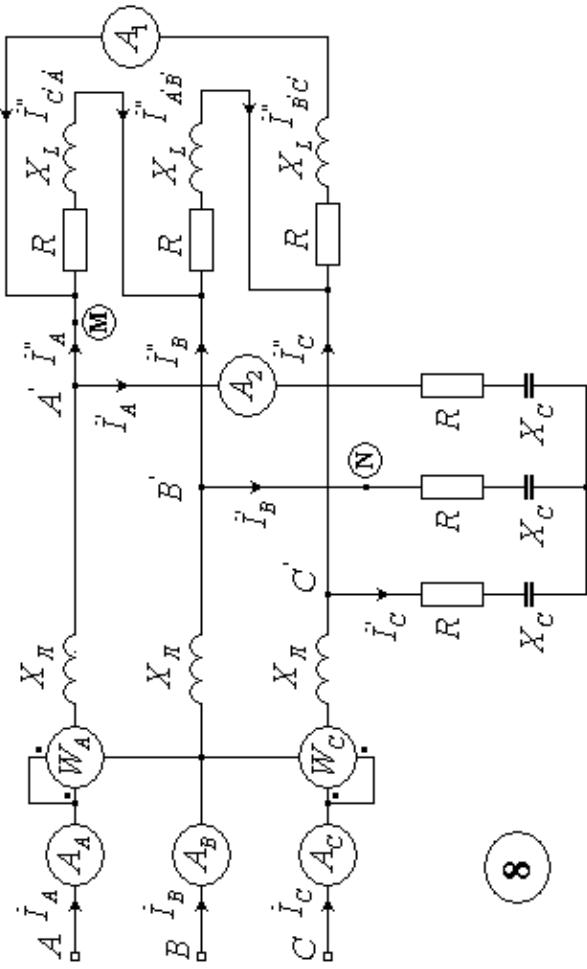 A
İ_A
A_A
W_A
X_Л
A'
İ''_A
M
R
X_L
İ''_C'A'
A_1
İ'_A
A_2
B
İ_B
A_B
X_Л
B'
İ''_B
R
X_L
İ''_A'B'
İ'_B
N
C
İ_C
A_C
W_C
X_Л
C'
İ''_C
R
X_L
İ''_B'C'
İ'_C
R
R
R
X_C
X_C
X_C
8